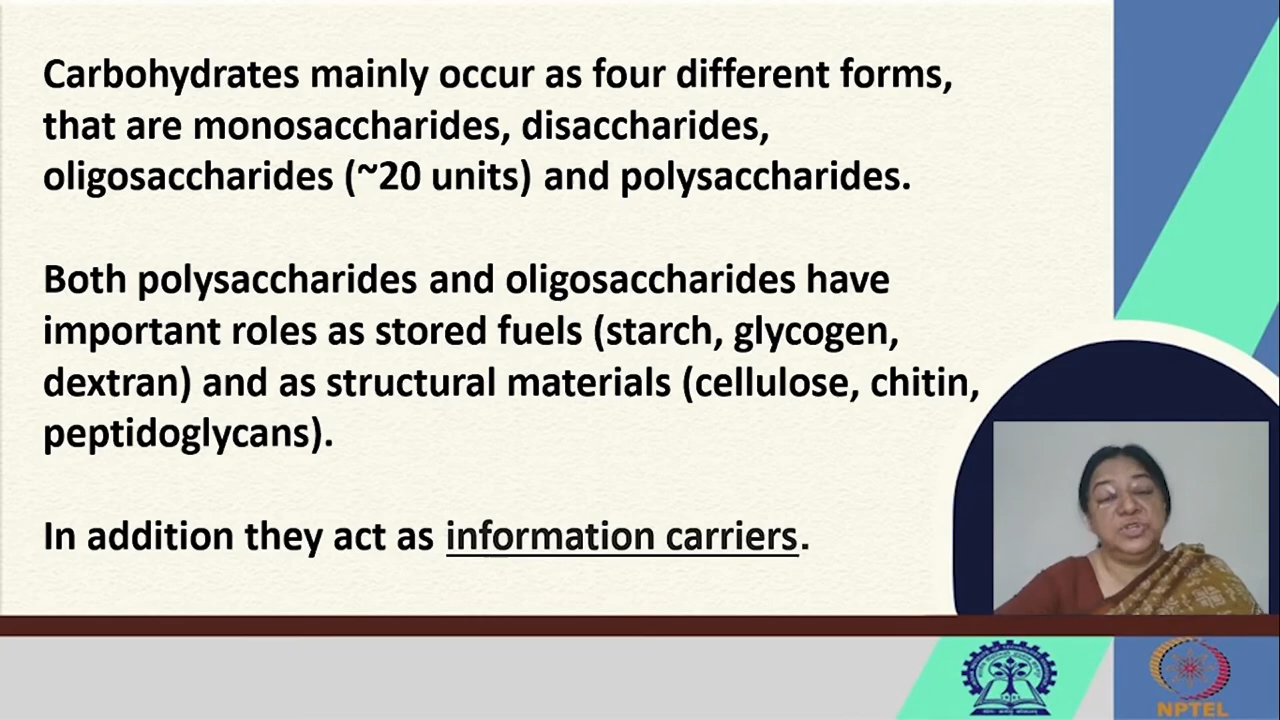 Carbohydrates mainly occur as four different forms,
that are monosaccharides, disaccharides,
oligosaccharides (~20 units) and polysaccharides.
Both polysaccharides and oligosaccharides have
important roles as stored fuels (starch, glycogen,
dextran) and as structural materials (cellulose, chitin,
peptidoglycans).
In addition they act as information carriers.
NPTEL